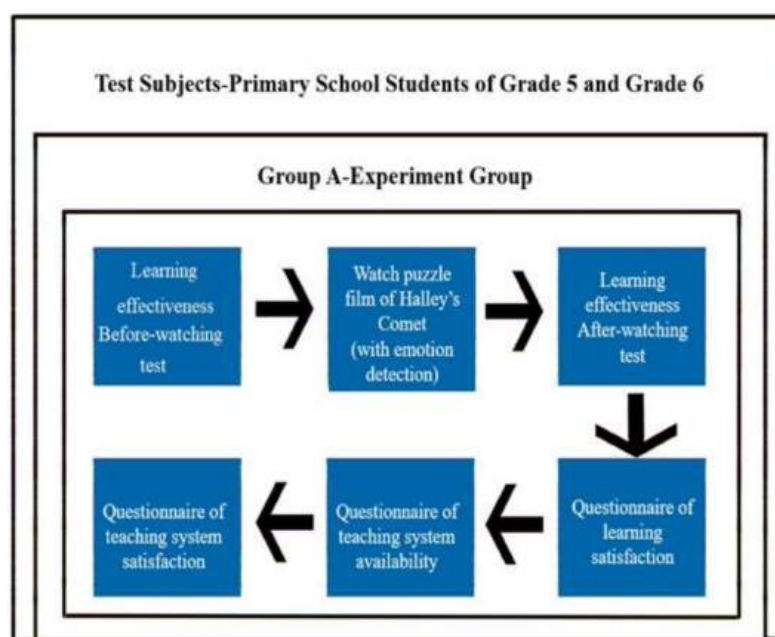 Test Subjects-Primary School Students of Grade 5 and Grade 6
Group A-Experiment Group
Learning
effectiveness
Before-watching
test
Watch puzzle
film of Halley's
Comet
(with emotion
detection)
Learning
effectiveness
After-watching
test
Questionnaire of
learning
satisfaction
Questionnaire of
teaching system
availability
Questionnaire of
teaching system
satisfaction